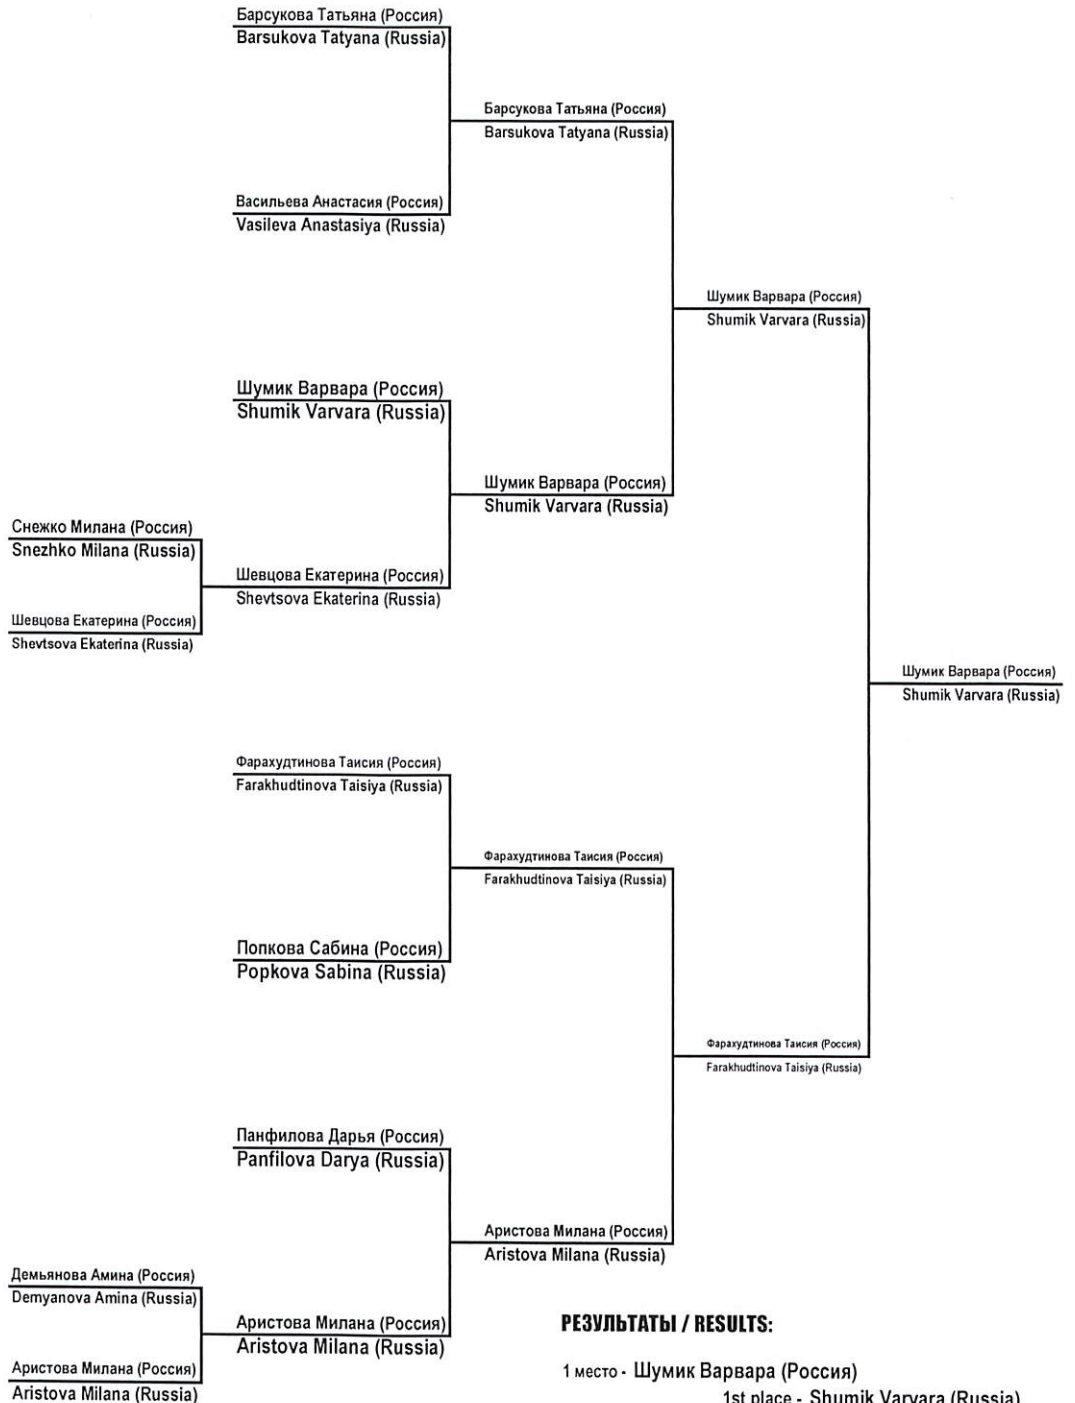 Барсукова Татьяна (Россия)
Barsukova Tatyana (Russia)
Барсукова Татьяна (Россия)
Barsukova Tatyana (Russia)
Васильева Анастасия (Россия)
Vasileva Anastasiya (Russia)
Шумик Варвара (Россия)
Shumik Varvara (Russia)
Шумик Варвара (Россия)
Shumik Varvara (Russia)
Шумик Варвара (Россия)
Shumik Varvara (Russia)
Снежко Милана (Россия)
Snezhko Milana (Russia)
Шевцова Екатерина (Россия)
Shevtsova Ekaterina (Russia)
Шевцова Екатерина (Россия)
Shevtsova Ekaterina (Russia)
Шумик Варвара (Россия)
Shumik Varvara (Russia)
Фарахудтинова Таисия (Россия)
Farakhudtinova Taisiya (Russia)
Фарахудтинова Таисия (Россия)
Farakhudtinova Taisiya (Russia)
Попкова Сабина (Россия)
Popkova Sabina (Russia)
Фарахудтинова Таисия (Россия)
Farakhudtinova Taisiya (Russia)
Панфилова Дарья (Россия)
Panfilova Darya (Russia)
Аристова Милана (Россия)
Aristova Milana (Russia)
Демьянова Амина (Россия)
Demyanova Amina (Russia)
Аристова Милана (Россия)
Aristova Milana (Russia)
Аристова Милана (Россия)
Aristova Milana (Russia)
РЕЗУЛЬТАТЫ / RESULTS:
1 место - Шумик Варвара (Россия)
1st place - Shumik Varvara (Russia)